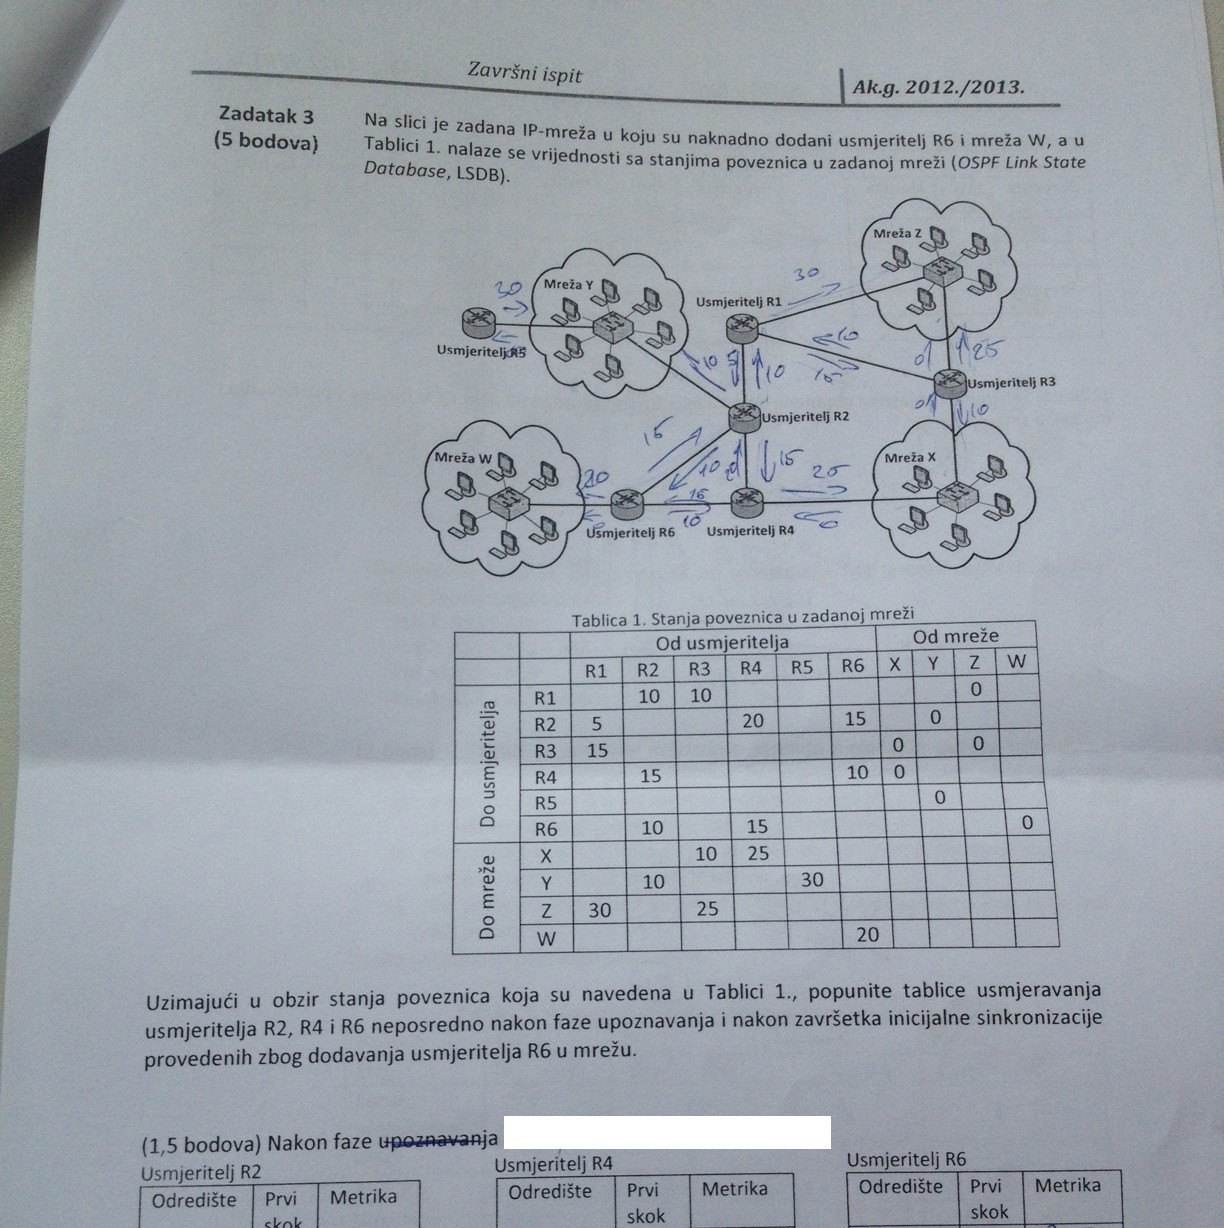 Završni ispit
Ak.g. 2012./2013.
Zadatak 3
(5 bodova)
Na slici je zadana IP-mreža u koju su naknadno dodani usmjeritelj R6 i mreža W, a u
Tablici 1. nalaze se vrijednosti sa stanjima poveznica u zadanoj mreži (OSPF Link State
Database, LSDB).
Mreža Z
30
Mreža Y
30
Usmjeritelj R1
Usmjeritelj R5
10
15
0
25
10
5
10
Usmjeritelj R3
0
10
Usmjeritelj R2
15
Mreža W
10
20
15
25
Mreža X
20
15
10
0
Usmjeritelj R6
Usmjeritelj R4
Tablica 1. Stanja poveznica u zadanoj mreži
Od usmjeritelja Od mreže
R1 R2 R3 R4 R5 R6 X Y Z W
Do usmjeritelja
R1 10 10 0
R2 5 20 15 0
R3 15 0 0
R4 15 10 0
R5 0
R6 10 15 0
Do mreže
X 10 25
Y 10 30
Z 30 25
W 20
Uzimajući u obzir stanja poveznica koja su navedena u Tablici 1., popunite tablice usmjeravanja
usmjeritelja R2, R4 i R6 neposredno nakon faze upoznavanja i nakon završetka inicijalne sinkronizacije
provedenih zbog dodavanja usmjeritelja R6 u mrežu.
(1,5 bodova) Nakon faze upoznavanja
Usmjeritelj R2 Usmjeritelj R4 Usmjeritelj R6
Odredište Prvi skok Metrika Odredište Prvi skok Metrika Odredište Prvi skok Metrika